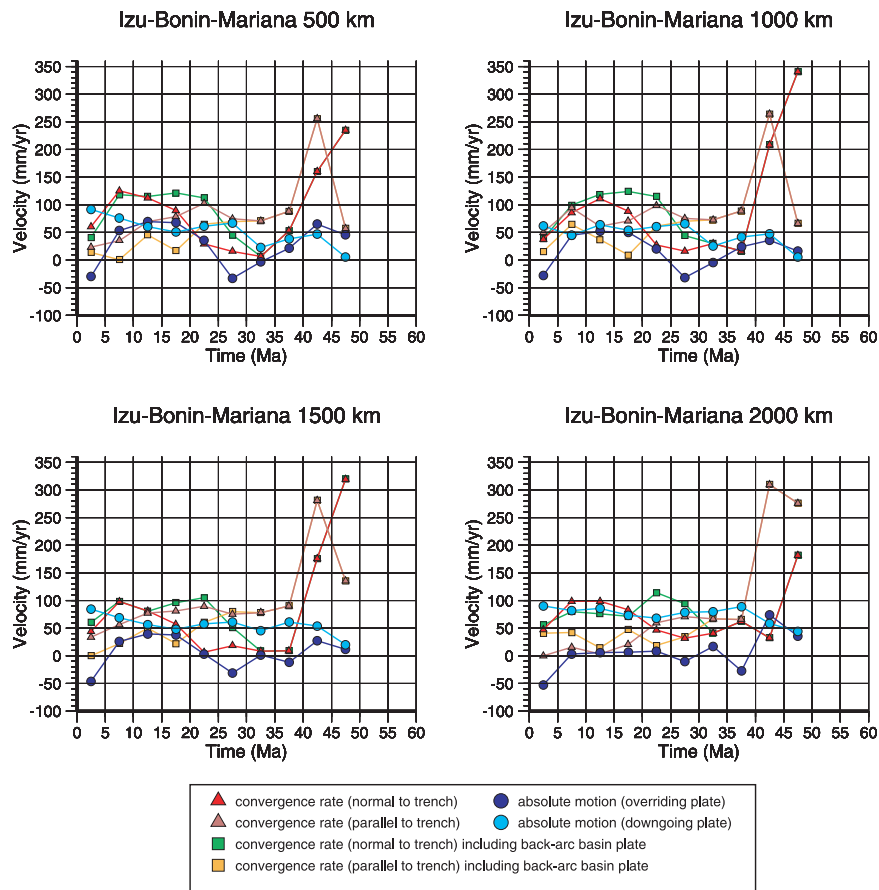 Izu-Bonin-Mariana 500 km
350
300
250
200
150
100
50
0
-50
-100
Velocity (mm/yr)
0 5 10 15 20 25 30 35 40 45 50 55 60
Time (Ma)
Izu-Bonin-Mariana 1000 km
350
300
250
200
150
100
50
0
-50
-100
Velocity (mm/yr)
0 5 10 15 20 25 30 35 40 45 50 55 60
Time (Ma)
Izu-Bonin-Mariana 1500 km
350
300
250
200
150
100
50
0
-50
-100
Velocity (mm/yr)
0 5 10 15 20 25 30 35 40 45 50 55 60
Time (Ma)
Izu-Bonin-Mariana 2000 km
350
300
250
200
150
100
50
0
-50
-100
Velocity (mm/yr)
0 5 10 15 20 25 30 35 40 45 50 55 60
Time (Ma)
convergence rate (normal to trench)
convergence rate (parallel to trench)
convergence rate (normal to trench) including back-arc basin plate
convergence rate (parallel to trench) including back-arc basin plate
absolute motion (overriding plate)
absolute motion (downgoing plate)